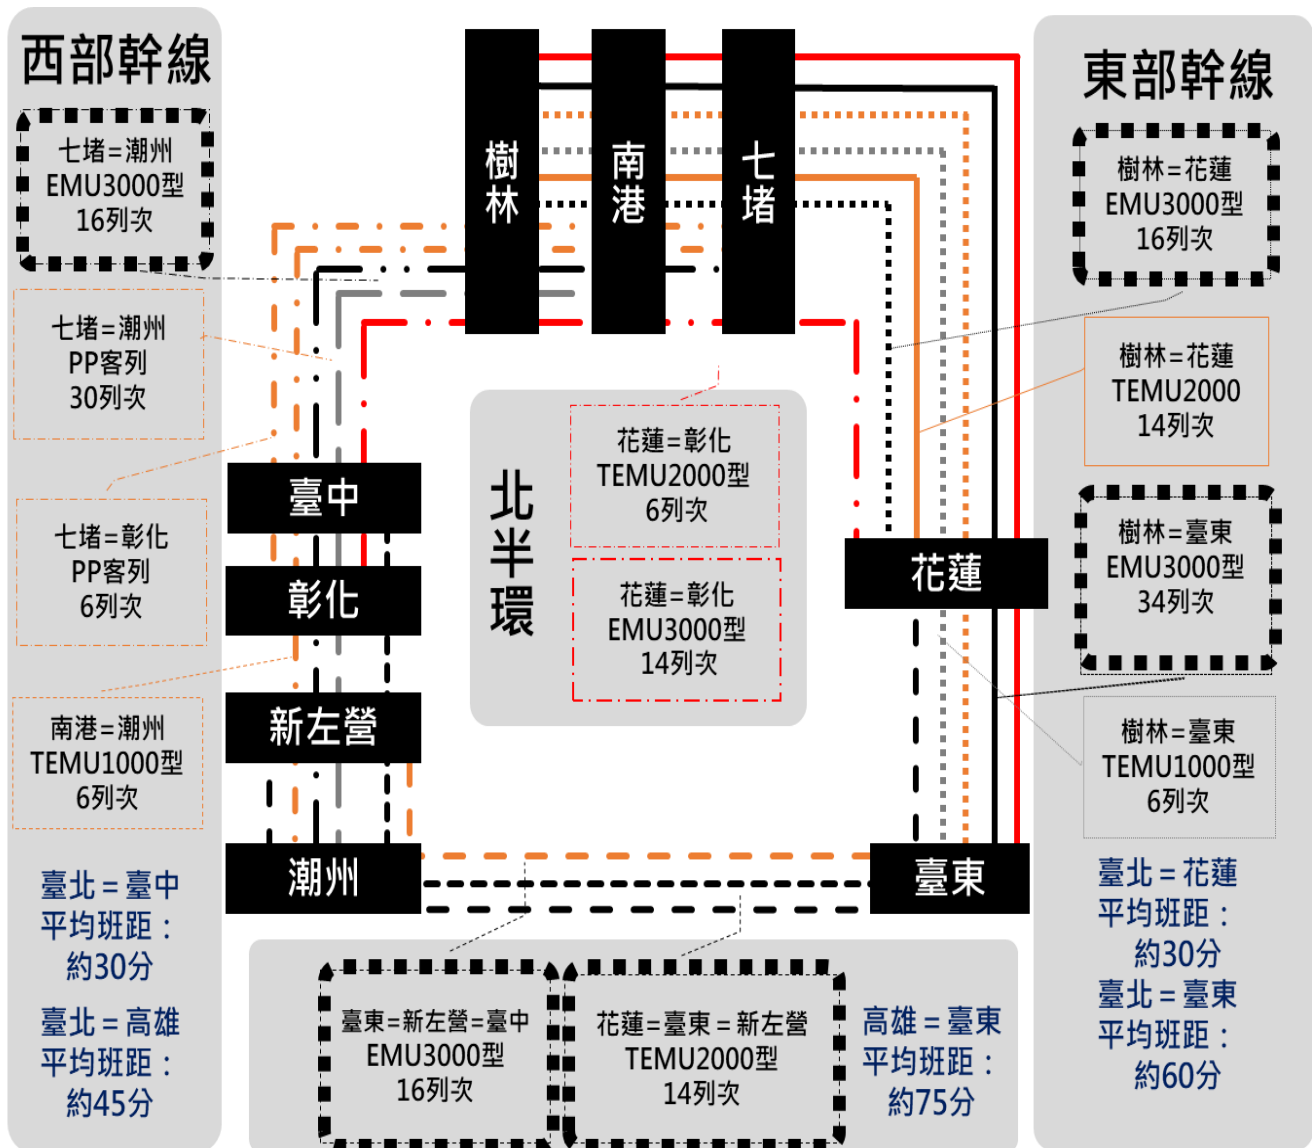 西部幹線
七堵=潮州
EMU3000型
16列次
七堵=潮州
PP客列
30列次
七堵=彰化
PP客列
6列次
南港=潮州
TEMU1000型
6列次
臺北=臺中
平均班距：
約30分
臺北=高雄
平均班距：
約45分
樹林
南港
七堵
臺中
彰化
新左營
潮州
花蓮
臺東
北半環
花蓮=彰化
TEMU2000型
6列次
花蓮=彰化
EMU3000型
14列次
臺東=新左營=臺中
EMU3000型
16列次
花蓮=臺東=新左營
TEMU2000型
14列次
高雄=臺東
平均班距：
約75分
東部幹線
樹林=花蓮
EMU3000型
16列次
樹林=花蓮
TEMU2000
14列次
樹林=臺東
EMU3000型
34列次
樹林=臺東
TEMU1000型
6列次
臺北=花蓮
平均班距：
約30分
臺北=臺東
平均班距：
約60分